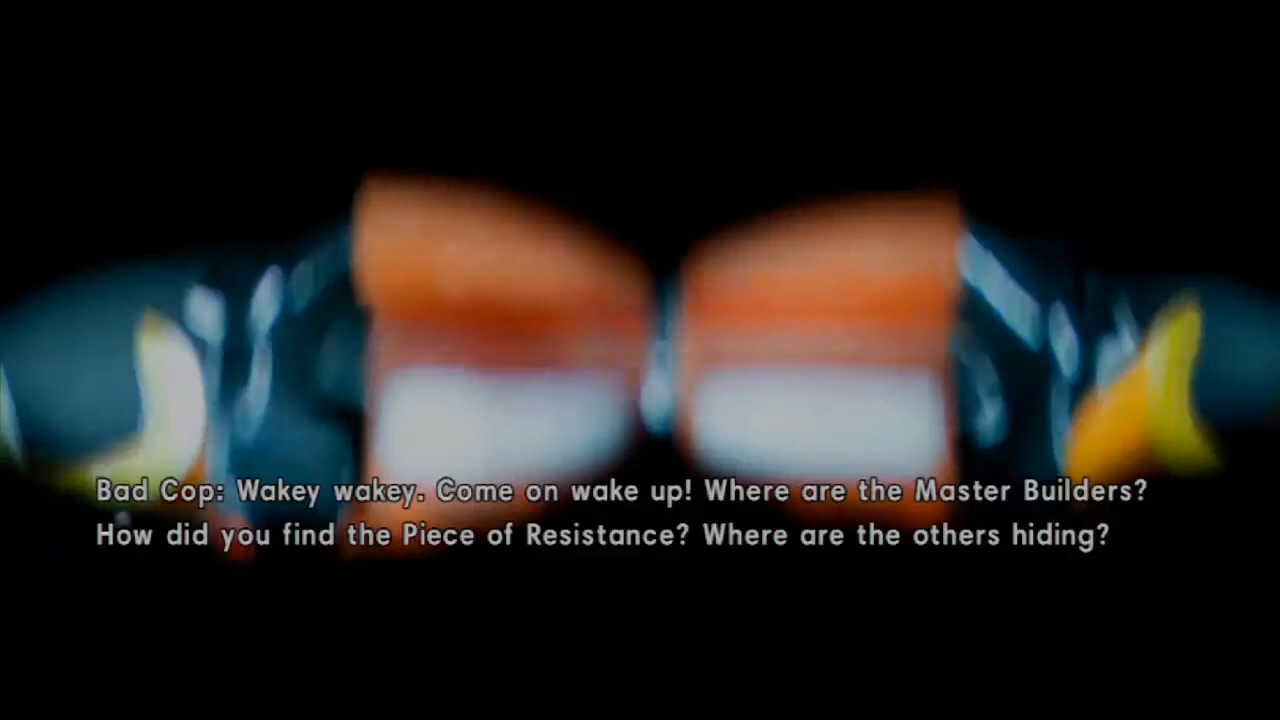 Bad Cop: Wakey wakey. Come on wake up! Where are the Master Builders?
How did you find the Piece of Resistance? Where are the others hiding?